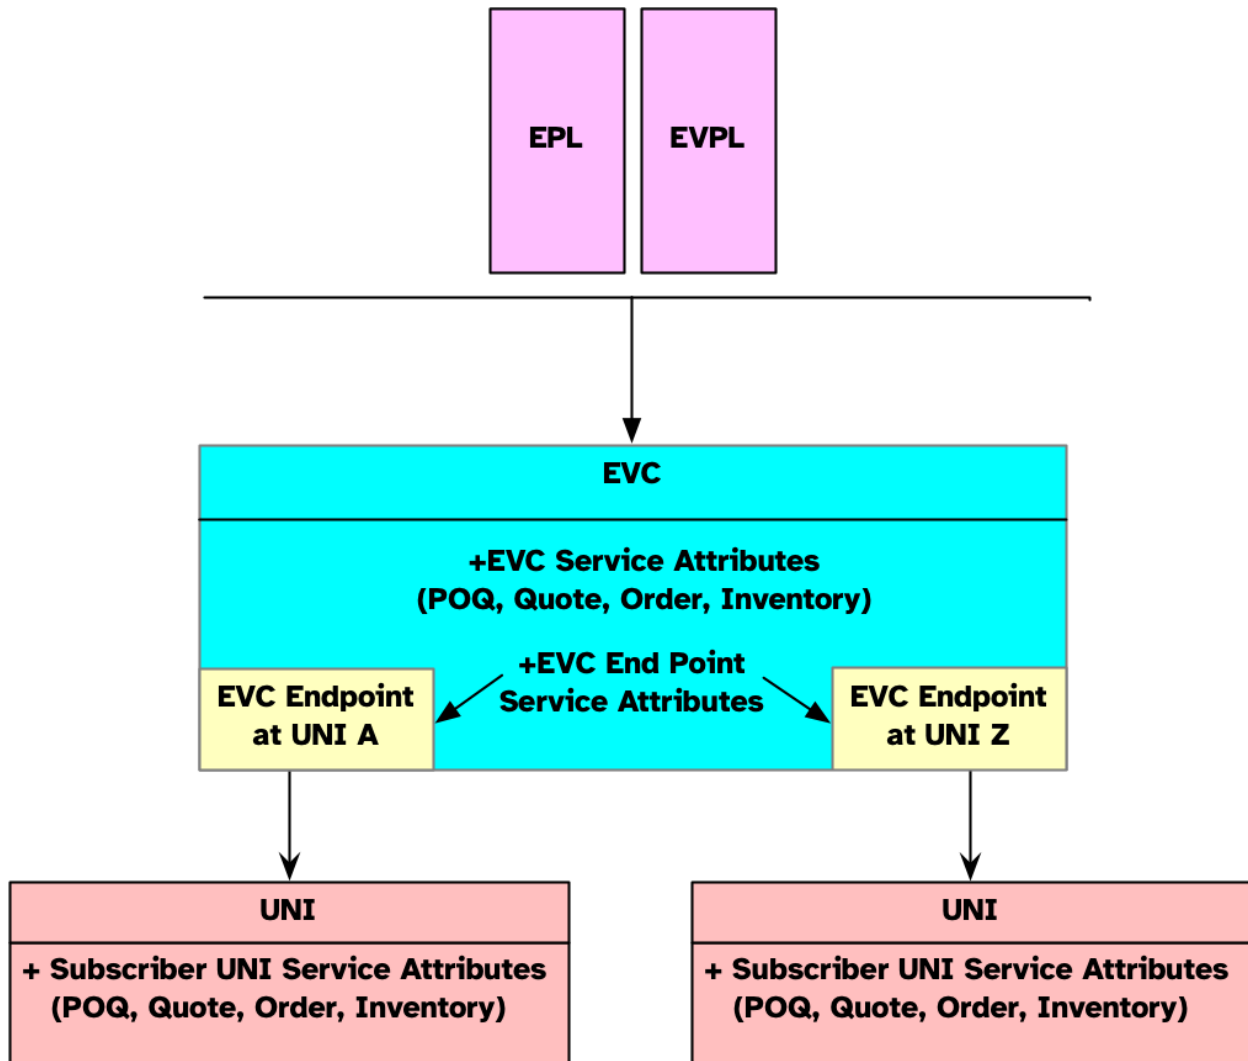 EPL
EVPL
EVC
+EVC Service Attributes
(POQ, Quote, Order, Inventory)
+EVC End Point
Service Attributes
EVC Endpoint
at UNI A
EVC Endpoint
at UNI Z
UNI
+ Subscriber UNI Service Attributes
(POQ, Quote, Order, Inventory)
UNI
+ Subscriber UNI Service Attributes
(POQ, Quote, Order, Inventory)